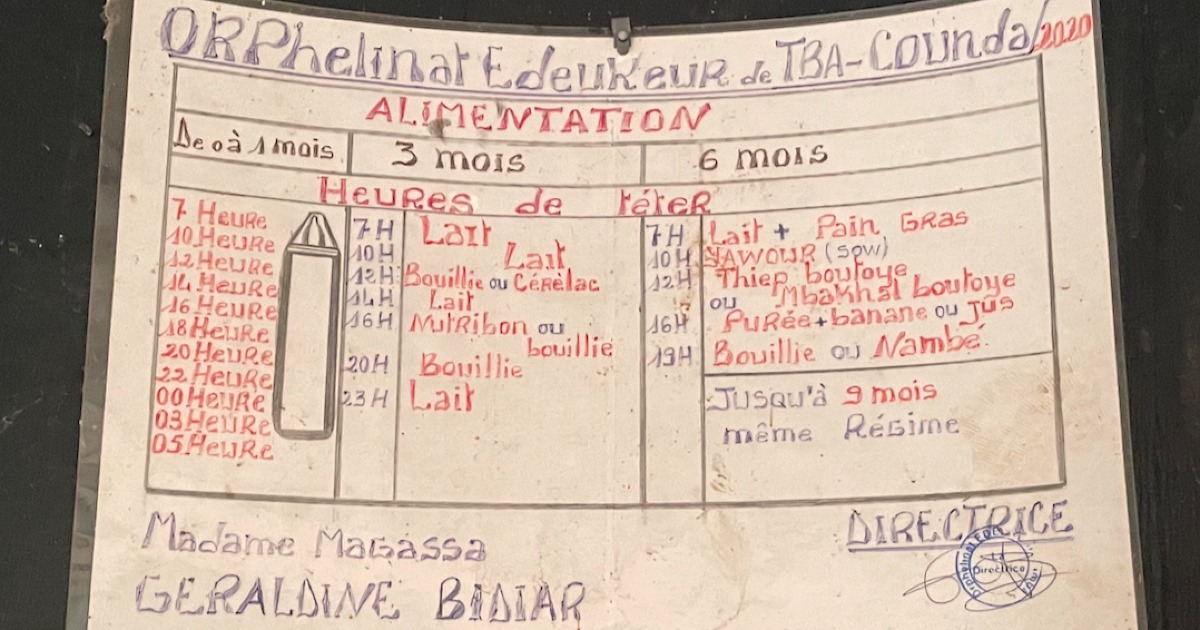 ORPhelinat Edeukeur de TBA-Counda/2020
ALIMENTATION
De 0 à 1 mois 3 mois 6 mois
Heures de téter
7 Heure
10 Heure
12 Heure
14 Heure
16 Heure
18 Heure
20 Heure
22 Heure
00 Heure
03 Heure
05 Heure
7H Lait
10H Lait
12H Bouillie ou Cérèlac
14H Lait
16H Nutribon ou
bouillie
20H Bouillie
23H Lait
7H Lait + Pain Gras
10H YAWOUR (sow)
12H Thiep boutoye
ou Mbakhal boutoye
16H Purée + banane ou Jus
19H Bouillie ou Nambé.
Jusqu'à 9 mois
même Régime
DIRECTRICE
Directrice
Madame Magassa
GERALDINE BIDIAR